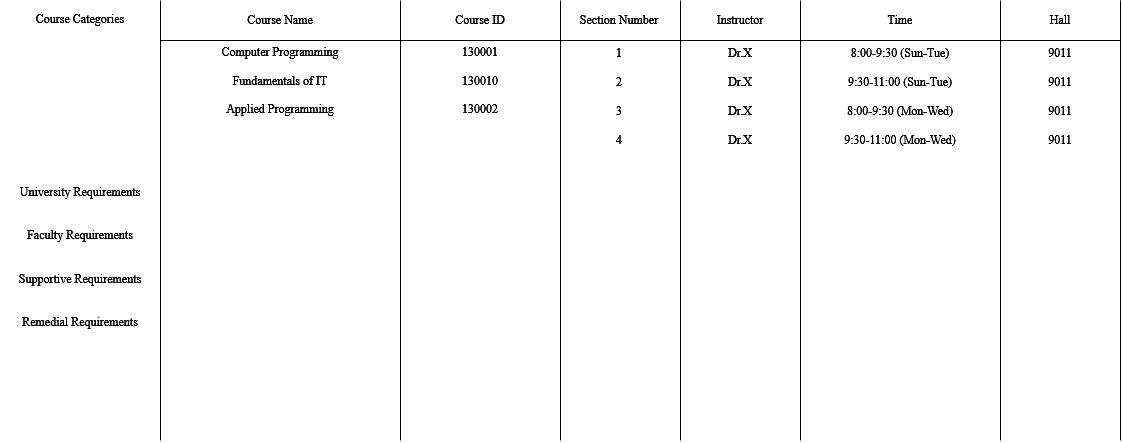 Course Categories Course Name Course ID Section Number Instructor Time Hall
Computer Programming 130001 1 Dr.X 8:00-9:30 (Sun-Tue) 9011
Fundamentals of IT 130010 2 Dr.X 9:30-11:00 (Sun-Tue) 9011
Applied Programming 130002 3 Dr.X 8:00-9:30 (Mon-Wed) 9011
4 Dr.X 9:30-11:00 (Mon-Wed) 9011
University Requirements
Faculty Requirements
Supportive Requirements
Remedial Requirements